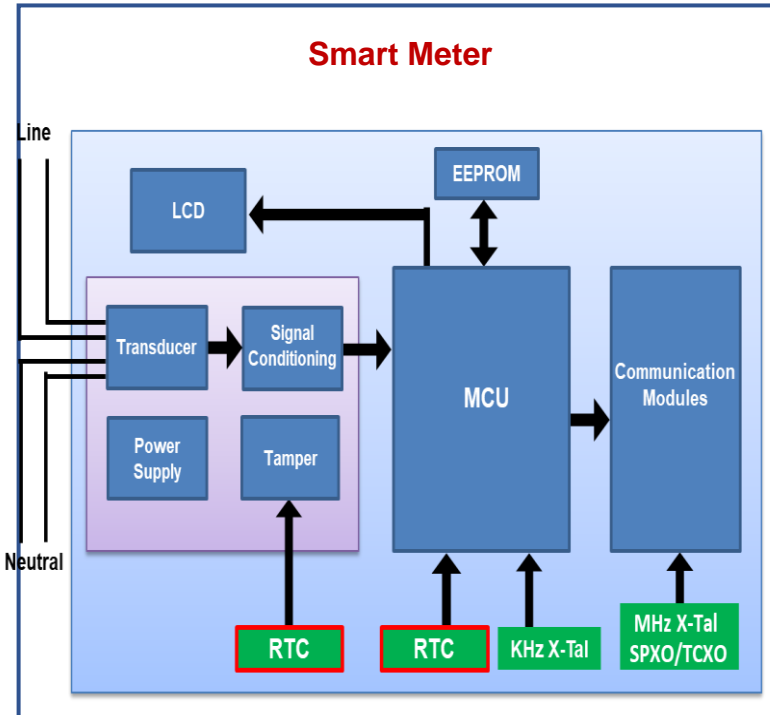 Smart Meter
Line
EEPROM
LCD
Transducer
Signal
Conditioning
MCU
Communication
Modules
Power
Supply
Tamper
Neutral
RTC
RTC
KHz X-Tal
MHz X-Tal
SPXO/TCXO